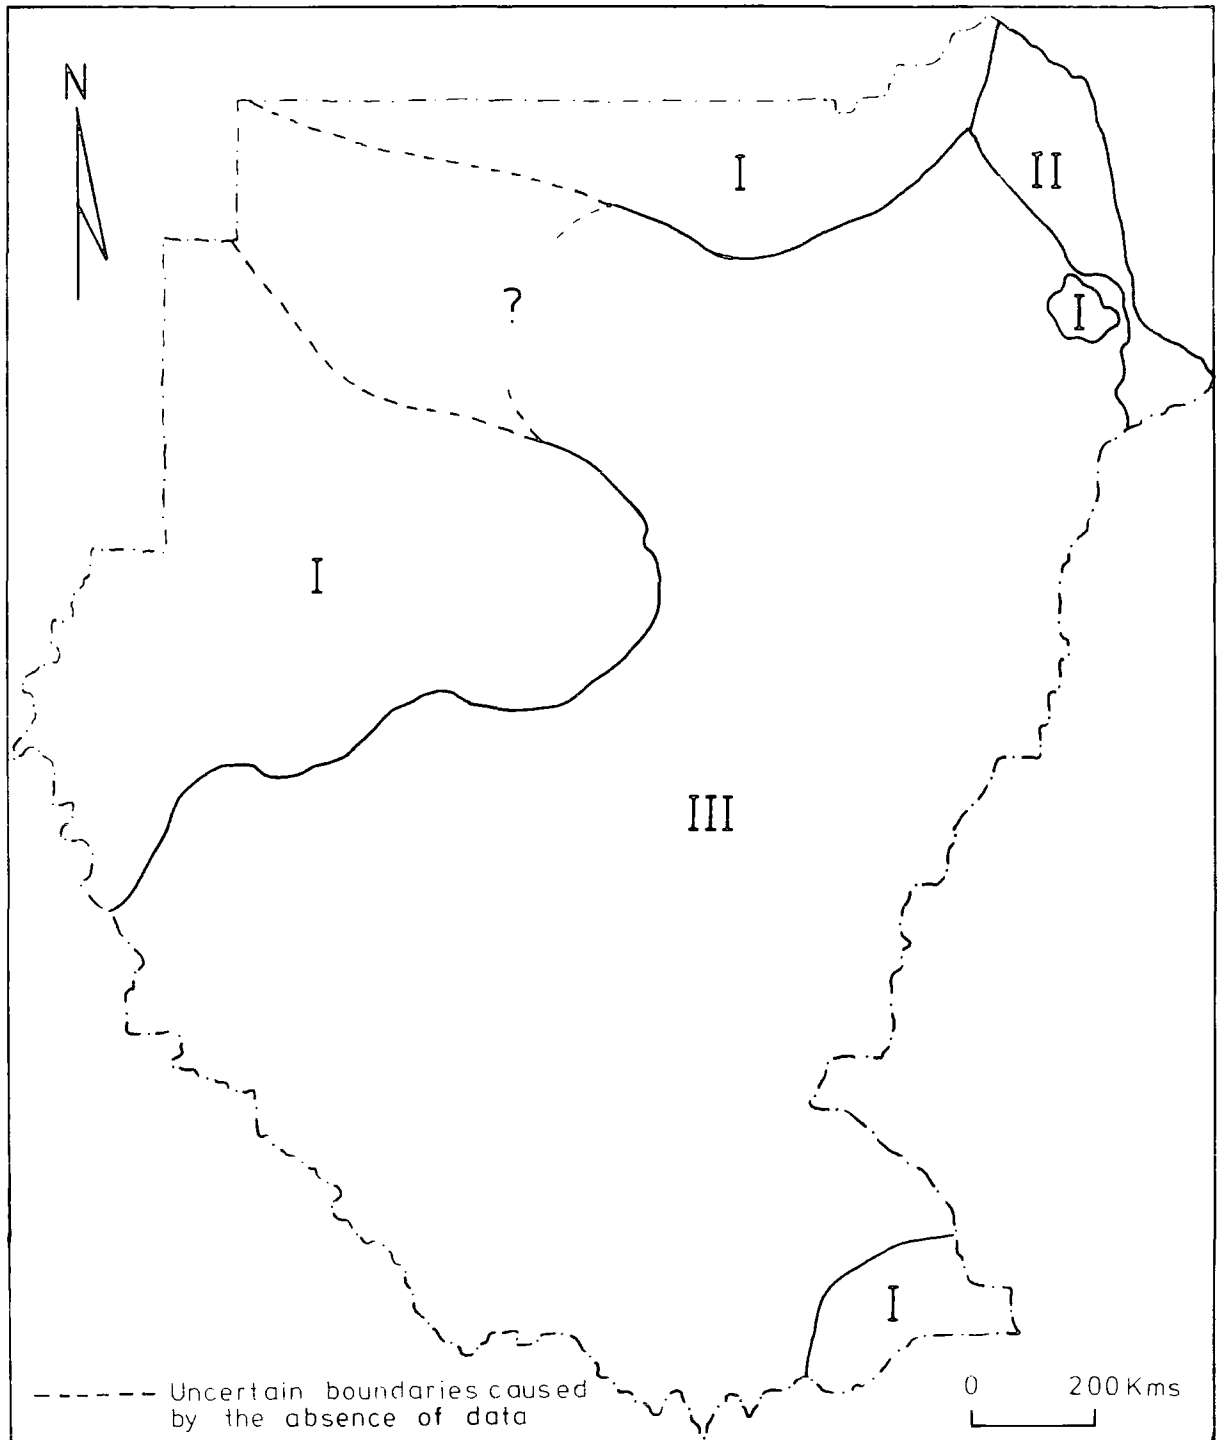 N
I
II
I
?
I
III
I
Uncertain boundaries caused
by the absence of data
0 200 Kms